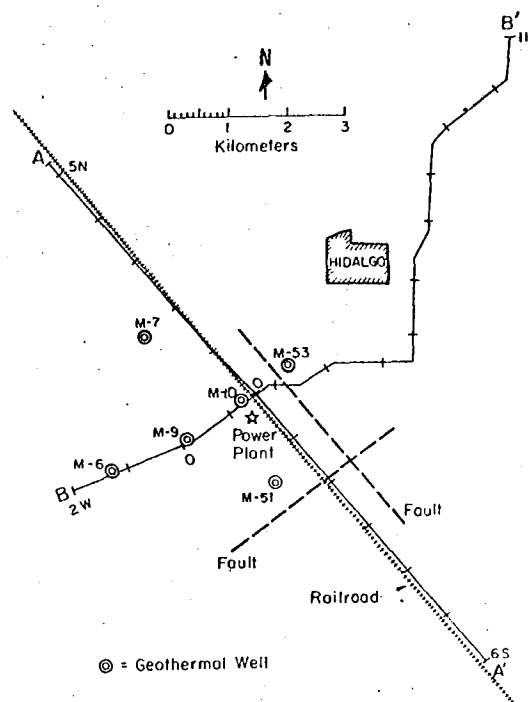 B'
11
N
0 1 2 3
Kilometers
A
5N
HIDALGO
M-7
M-53
O
M-10
M-9
Power
Plant
O
M-6
B
2W
M-51
Fault
Fault
Railroad
6S
A'
= Geothermal Well